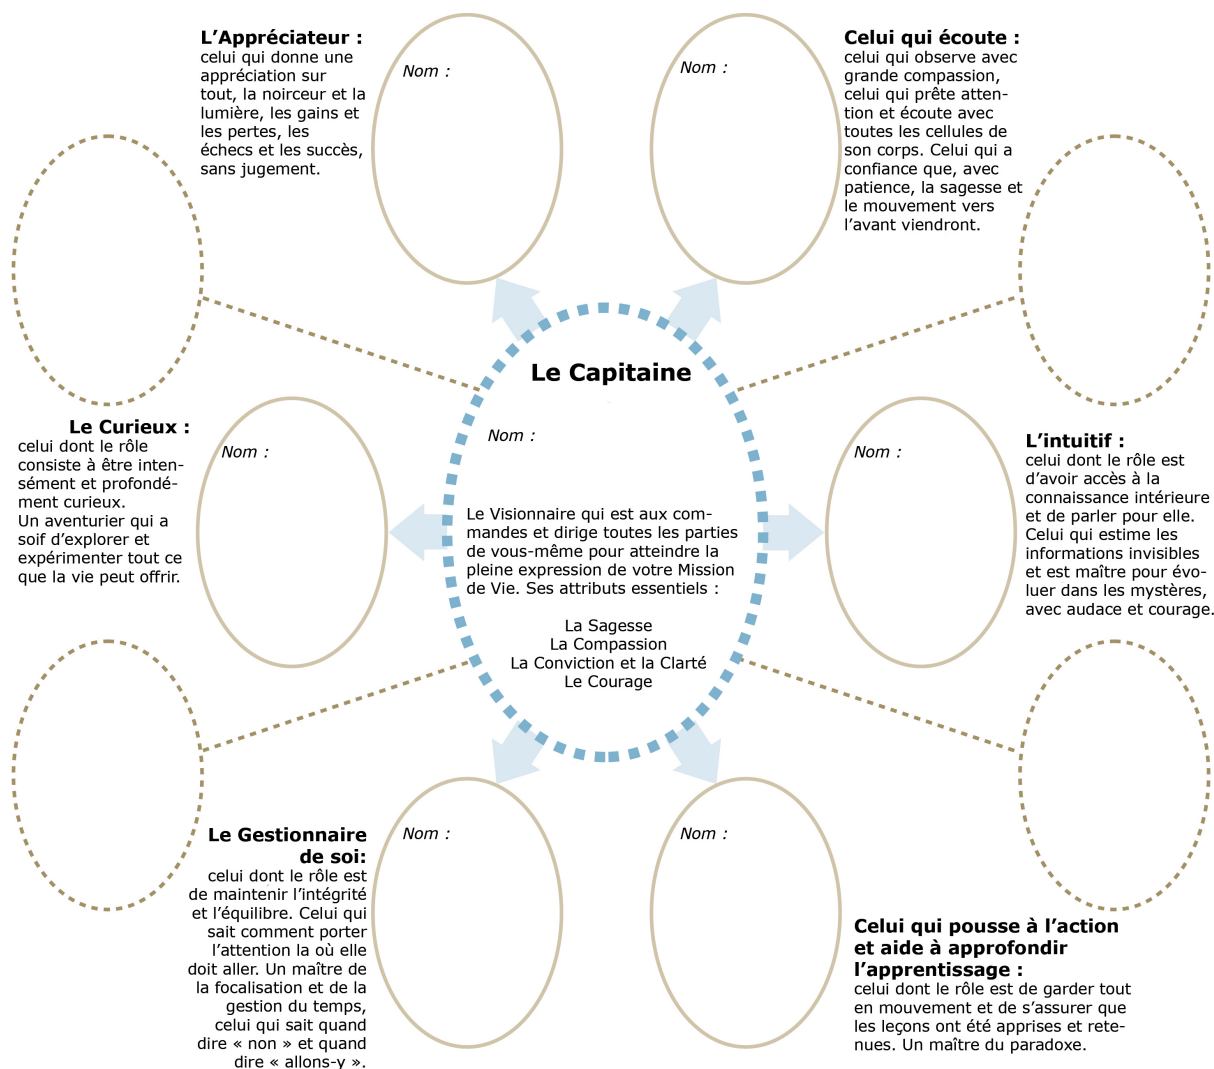 L’Appréciateur :
celui qui donne une
appréciation sur
tout, la noirceur et la
lumière, les gains et
les pertes, les
échecs et les succès,
sans jugement.
Nom :
Nom :
Celui qui écoute :
celui qui observe avec
grande compassion,
celui qui prête atten-
tion et écoute avec
toutes les cellules de
son corps. Celui qui a
confiance que, avec
patience, la sagesse et
le mouvement vers
l’avant viendront.
Le Curieux :
celui dont le rôle
consiste à être inten-
sément et profondé-
ment curieux.
Un aventurier qui a
soif d’explorer et
expérimenter tout ce
que la vie peut offrir.
Nom :
Le Capitaine
Nom :
Le Visionnaire qui est aux com-
mandes et dirige toutes les parties
de vous-même pour atteindre la
pleine expression de votre Mission
de Vie. Ses attributs essentiels :
La Sagesse
La Compassion
La Conviction et la Clarté
Le Courage
Nom :
L’intuitif :
celui dont le rôle est
d’avoir accès à la
connaissance intérieure
et de parler pour elle.
Celui qui estime les
informations invisibles
et est maître pour évo-
luer dans les mystères,
avec audace et courage.
Le Gestionnaire
de soi:
celui dont le rôle est
de maintenir l’intégrité
et l’équilibre. Celui qui
sait comment porter
l’attention la où elle
doit aller. Un maître de
la focalisation et de la
gestion du temps,
celui qui sait quand
dire « non » et quand
dire « allons-y ».
Nom :
Nom :
Celui qui pousse à l’action
et aide à approfondir
l’apprentissage :
celui dont le rôle est de garder tout
en mouvement et de s’assurer que
les leçons ont été apprises et rete-
nues. Un maître du paradoxe.